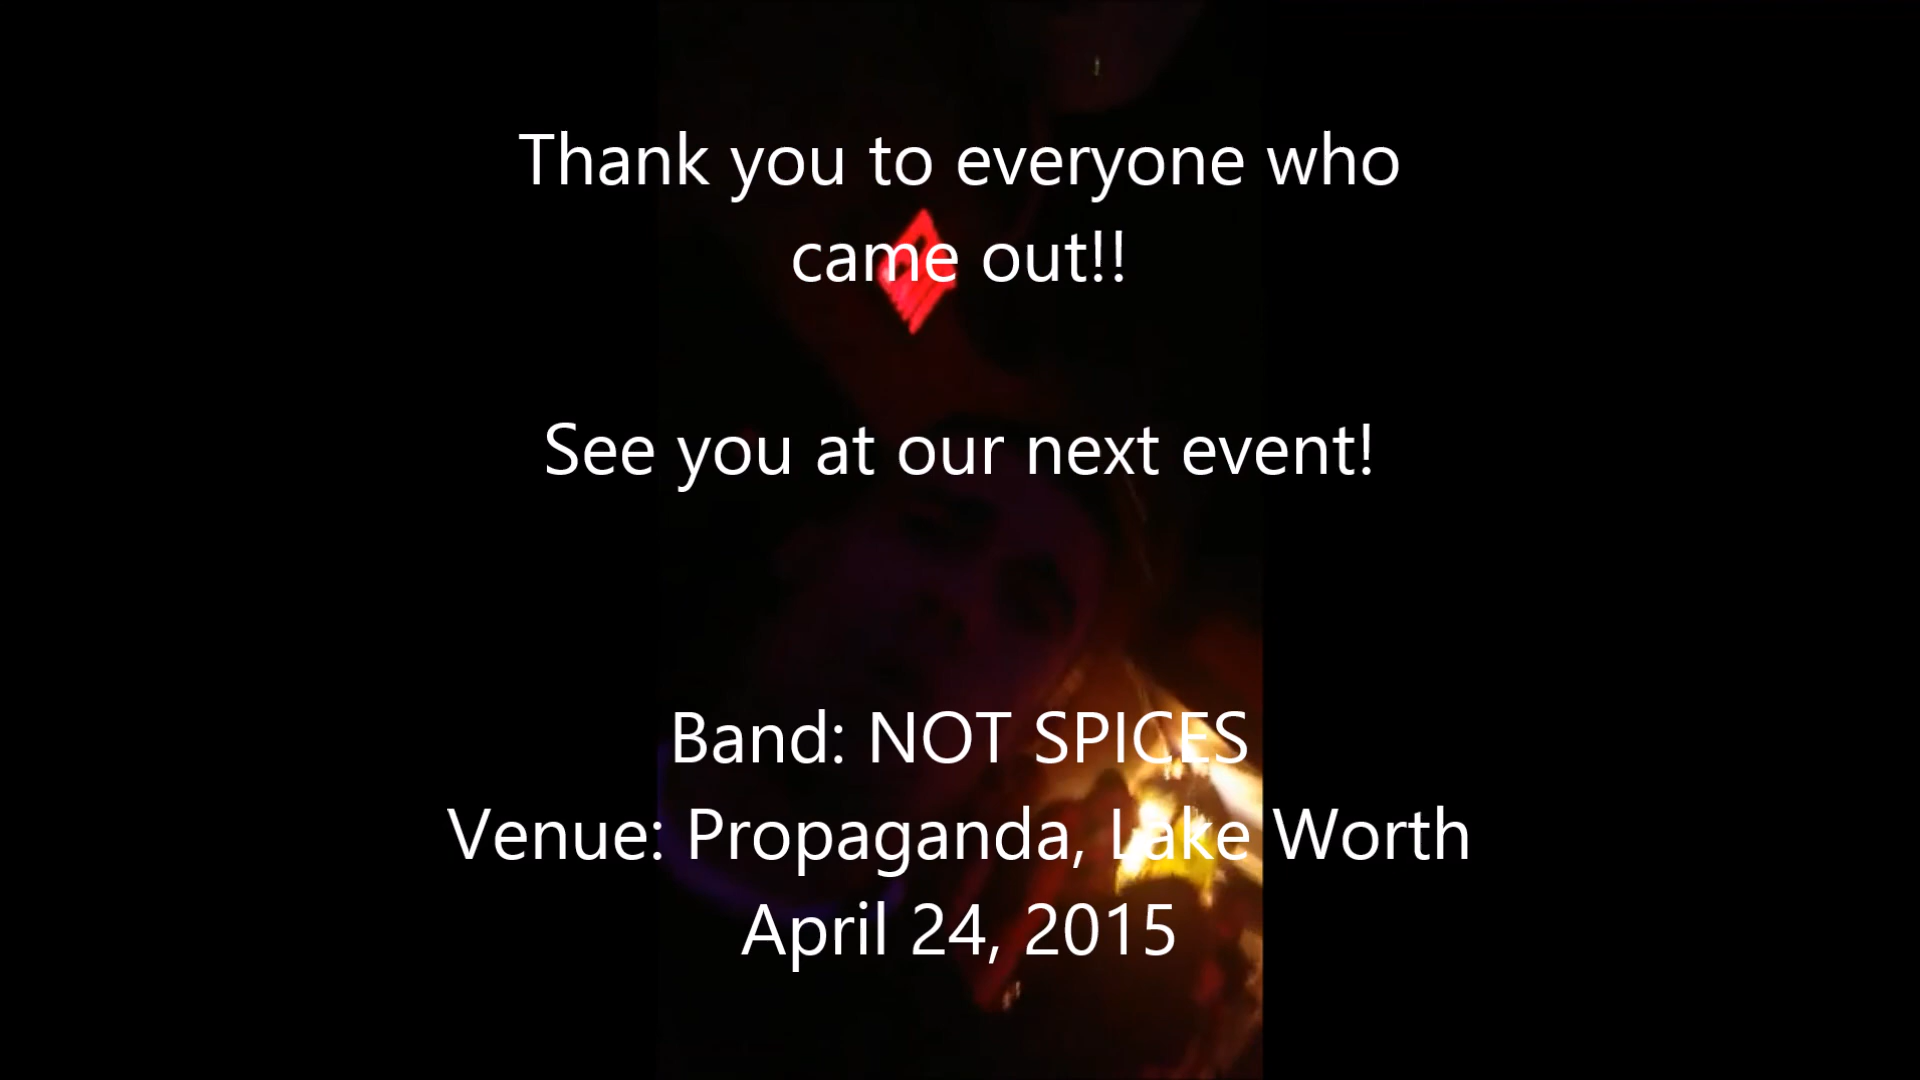 Thank you to everyone who
came out!!
See you at our next event!
Band: NOT SPICES
Venue: Propaganda, Lake Worth
April 24, 2015